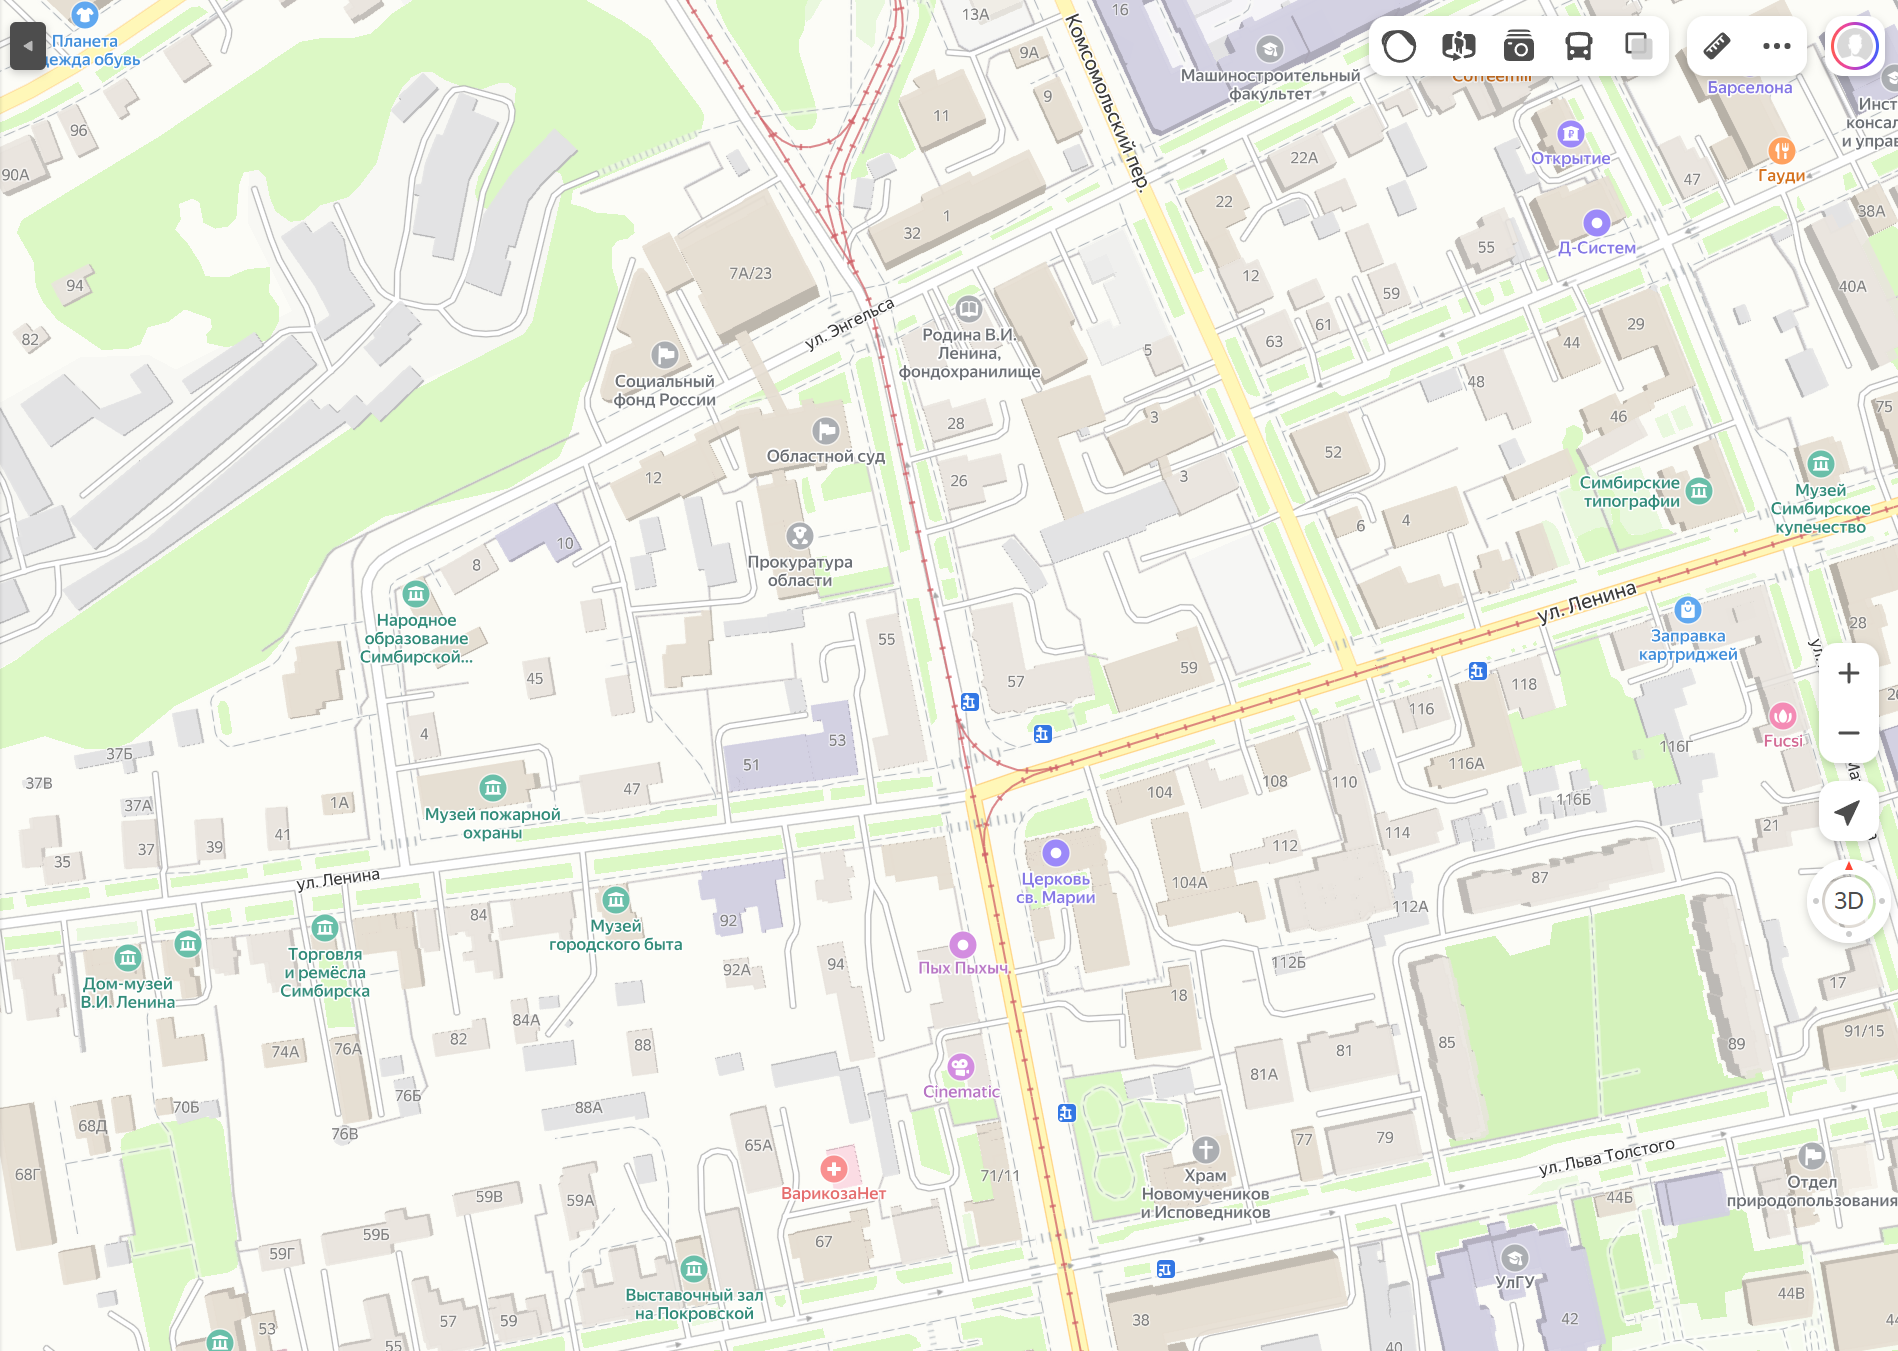 Планета
одежда обувь
96
90А
94
82
13А
9А
9
11
16
Комсомольский пер.
Машиностроительный
факультет
Coffeemill
Барселона
Инст
консал
и управ
22А
Открытие
47
Гауди
38А
1
32
22
12
55
Д-Систем
40А
7А/23
ул. Энгельса
Родина В.И.
Ленина,
фондохранилище
59
61
63
5
29
44
48
46
75
Социальный
фонд России
28
3
52
Областной суд
12
26
3
Симбирские
типографии
Музей
Симбирское
купечество
10
8
Прокуратура
области
6
4
Народное
образование
Симбирской...
ул. Ленина
Заправка
картриджей
28
55
45
57
59
118
116
26
4
53
51
Fucsi
116Г
116А
37Б
37В
37А
1А
47
Музей пожарной
охраны
104
108
110
116Б
114
21
35
37
39
41
112
ул. Ленина
Церковь
св. Марии
104А
87
112А
3D
84
92
Музей
городского быта
Торговля
и ремёсла
Симбирска
Дом-музей
В.И. Ленина
92А
94
Пых Пыхыч,
112Б
17
18
84А
82
88
74А
76А
81
85
89
91/15
81А
Cinematic
76Б
70Б
68Д
88А
76В
65А
77
79
68Г
ВарикозаНет
71/11
Храм
Новомучеников
и Исповедников
ул. Льва Толстого
Отдел
природопользования
59В
59А
44Б
59Б
59Г
67
УлГУ
Выставочный зал
на Покровской
44В
53
57
59
55
38
42
40
44